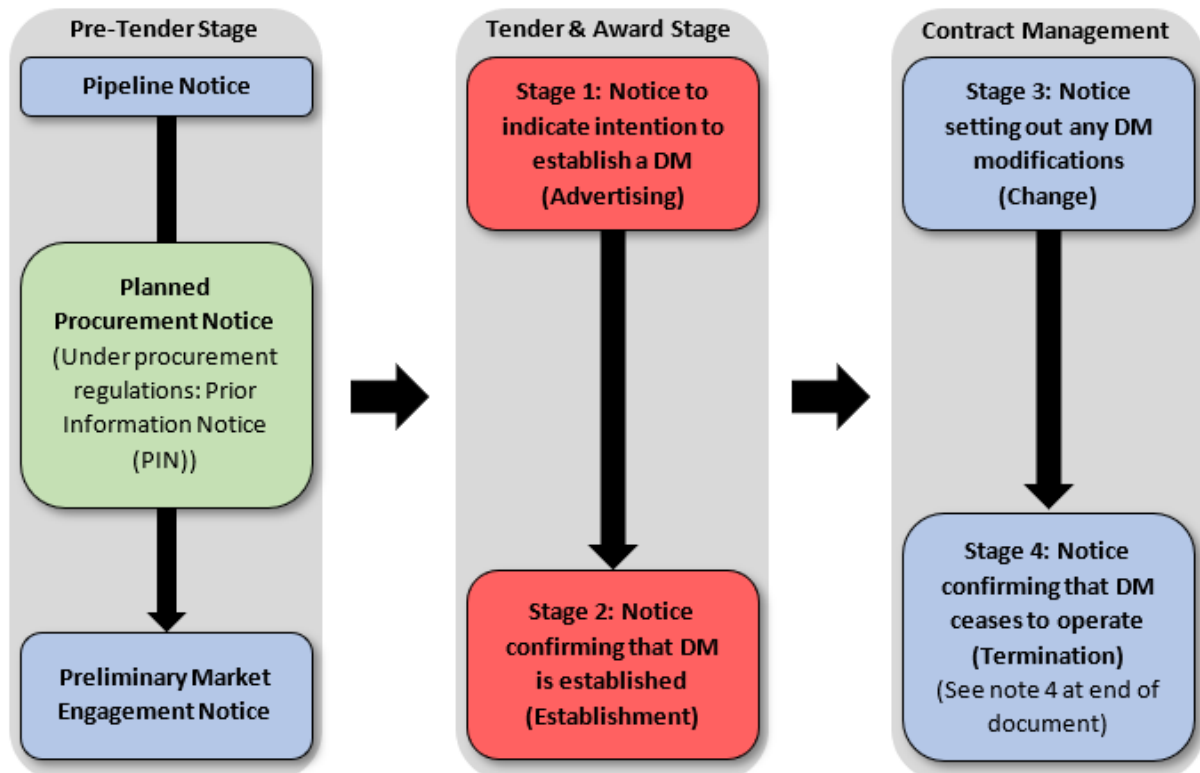 Pre-Tender Stage
Pipeline Notice
Planned
Procurement Notice
(Under procurement
regulations: Prior
Information Notice
(PIN))
Preliminary Market
Engagement Notice
Tender & Award Stage
Stage 1: Notice to
indicate intention to
establish a DM
(Advertising)
Stage 2: Notice
confirming that DM
is established
(Establishment)
Contract Management
Stage 3: Notice
setting out any DM
modifications
(Change)
Stage 4: Notice
confirming that DM
ceases to operate
(Termination)
(See note 4 at end of
document)